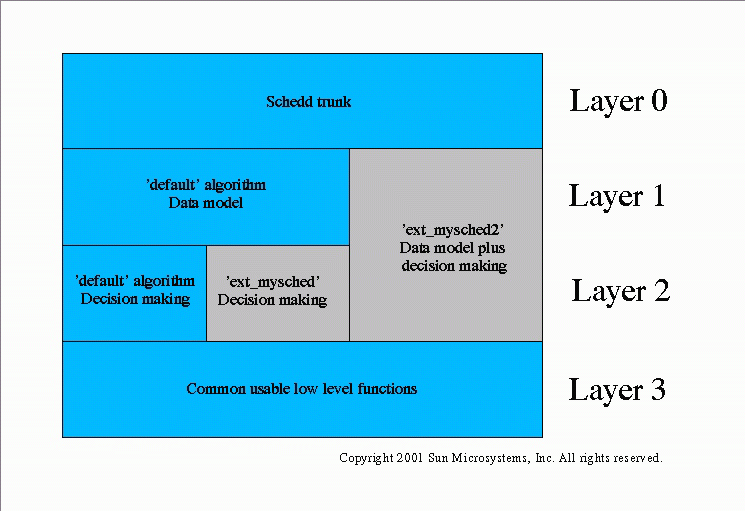 Schedd trunk
Layer 0
'default' algorithm
Data model
Layer 1
'ext_mysched2'
Data model plus
decision making
'default' algorithm
Decision making
'ext_mysched'
Decision making
Layer 2
Common usable low level functions
Layer 3
Copyright 2001 Sun Microsystems, Inc. All rights reserved.